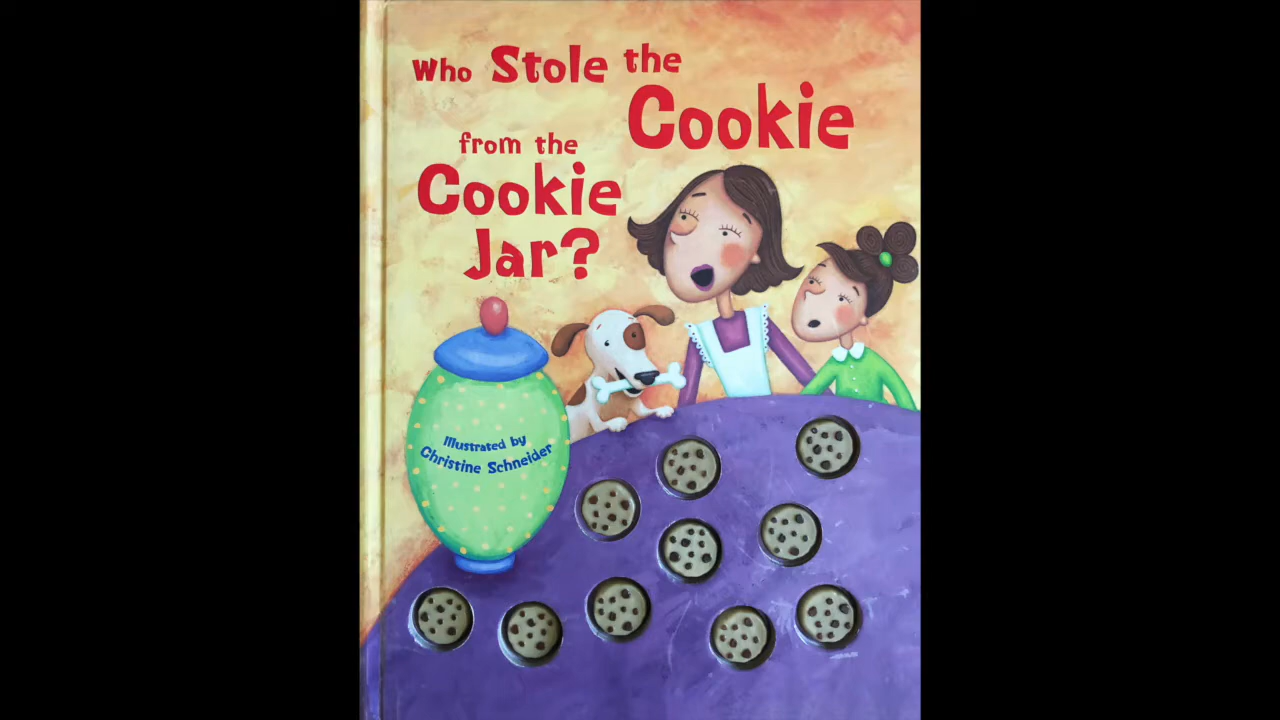 Who Stole the
Cookie
from the
Cookie
Jar?
Illustrated by
Christine Schneider